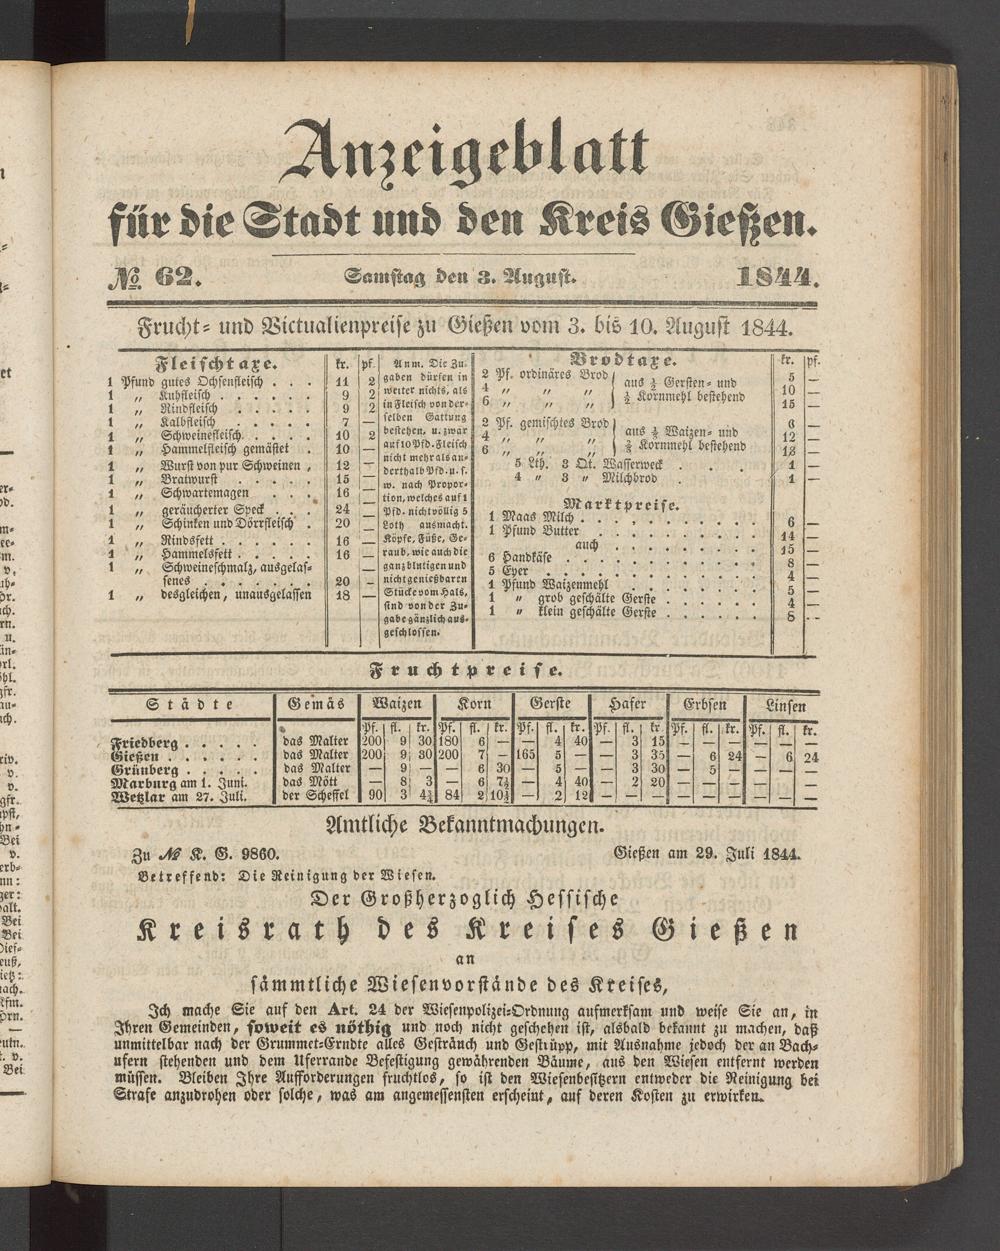 Anzeigeblatt
für die Stadt und den Kreis Gießen.
№ 62. Samstag den 3. August. 1844.
Frucht- und Victualienpreise zu Gießen vom 3. bis 10. August 1844.
Fleischtaxe. kr. pf.
1 Pfund gutes Ochsenfleisch . . . 11 2
1 „ Kuhfleisch . . . . . 9 2
1 „ Rindfleisch . . . . . 9 2
1 „ Kalbfleisch . . . . . 7 —
1 „ Schweinefleisch . . . . 10 2
1 „ Hammelfleisch gemästet . . 10 —
1 „ Wurst von pur Schweinen , 12 —
1 „ Bratwurst . . . . . 15 —
1 „ Schwartemagen . . . 16 —
1 „ geräucherter Speck . . . 24 —
1 „ Schinken und Dörrfleisch . 20 —
1 „ Rindsfett . . . . . . 16 —
1 „ Hammelsfett . . . . . 16 —
1 „ Schweineschmalz, ausgelas-
senes . . . . . . . 20 –
1 „ desgleichen, unausgelassen 18 —
Anm. Die Zu-
gaben dürfen in
weiter nichts, als
in Fleisch von der-
selben Gattung
bestehen, u. zwar
auf 10 Pfd. Fleisch
nicht mehr als an-
derthalb Pfd. u. s.
w. nach Propor-
tion, welches auf 1
Pfd. nicht völlig 5
Loth ausmacht.
Köpfe, Füße, Ge-
raub, wie auch die
ganz blutigen und
nicht genießbaren
Stücke vom Hals,
sind von der Zu-
gabe gänzlich aus-
geschlossen.
Brodtaxe. kr. pf.
2 Pf. ordinäres Brod 5 —
4 „ „ „ aus ½ Gersten- und 10 —
6 „ „ „ ½ Kornmehl bestehend 15 —
2 Pf. gemischtes Brod 6 —
4 „ „ „ Waizen- und 12 —
6 „ „ „ Kornmehl bestehend 18 —
5 Lth. 3 Qt. Wasserweck . . . 1 —
4 „ 3 „ Milchbrod . . . 1 —
Marktpreise.
1 Maas Milch . . . . . . . . . . 6 —
1 Pfund Butter . . . . . . . . . 14 —
auch . . . . . . . . . 15 —
6 Handkäse . . . . . . . . . . 8 —
5 Eyer . . . . . . . . . . . 4 —
1 Pfund Waizenmehl . . . . . . . 5 —
1 „ grob geschälte Gerste . . . . . 4 —
1 „ klein geschälte Gerste . . . . . 8 —
Fruchtpreise.
Städte Gemäs Waizen Korn Gerste Hafer Erbsen Linsen
Pf. fl. kr. Pf. fl. kr. Pf. fl. kr. Pf. fl. kr. Pf. fl. kr. Pf. fl. kr.
Friedberg . . . . . das Malter 200 9 30 180 6 — — 4 40 — 3 15 — — — — — —
Gießen . . . . . . das Malter 200 9 30 200 7 — 165 5 — — 3 35 — 6 24 — 6 24
Grünberg . . . . . das Malter — 9 — — 6 30 — 5 — — 3 30 — 5 — — — —
Marburg am 1. Juni. das Mött — 8 3 — 6 7½ — 4 40 — 2 20 — — — — — —
Wetzlar am 27. Juli. der Scheffel 90 3 4¾ 84 2 10½ — 2 12 — — — — — — — — —
Amtliche Bekanntmachungen.
Zu № K. G. 9860. Gießen am 29. Juli 1844.
Betreffend: Die Reinigung der Wiesen.
Der Großherzoglich Hessische
Kreisrath des Kreises Gießen
an
sämmtliche Wiesenvorstände des Kreises,
Ich mache Sie auf den Art. 24 der Wiesenpolizei-Ordnung aufmerksam und weise Sie an, in
Ihren Gemeinden, soweit es nöthig und noch nicht geschehen ist, alsbald bekannt zu machen, daß
unmittelbar nach der Grummet-Erndte alles Gesträuch und Gestrüpp, mit Ausnahme jedoch der an Bach-
ufern stehenden und dem Uferrande Befestigung gewährenden Bäume, aus den Wiesen entfernt werden
müssen. Bleiben Ihre Aufforderungen fruchtlos, so ist den Wiesenbesitzern entweder die Reinigung bei
Strafe anzudrohen oder solche, was am angemessensten erscheint, auf deren Kosten zu erwirken.